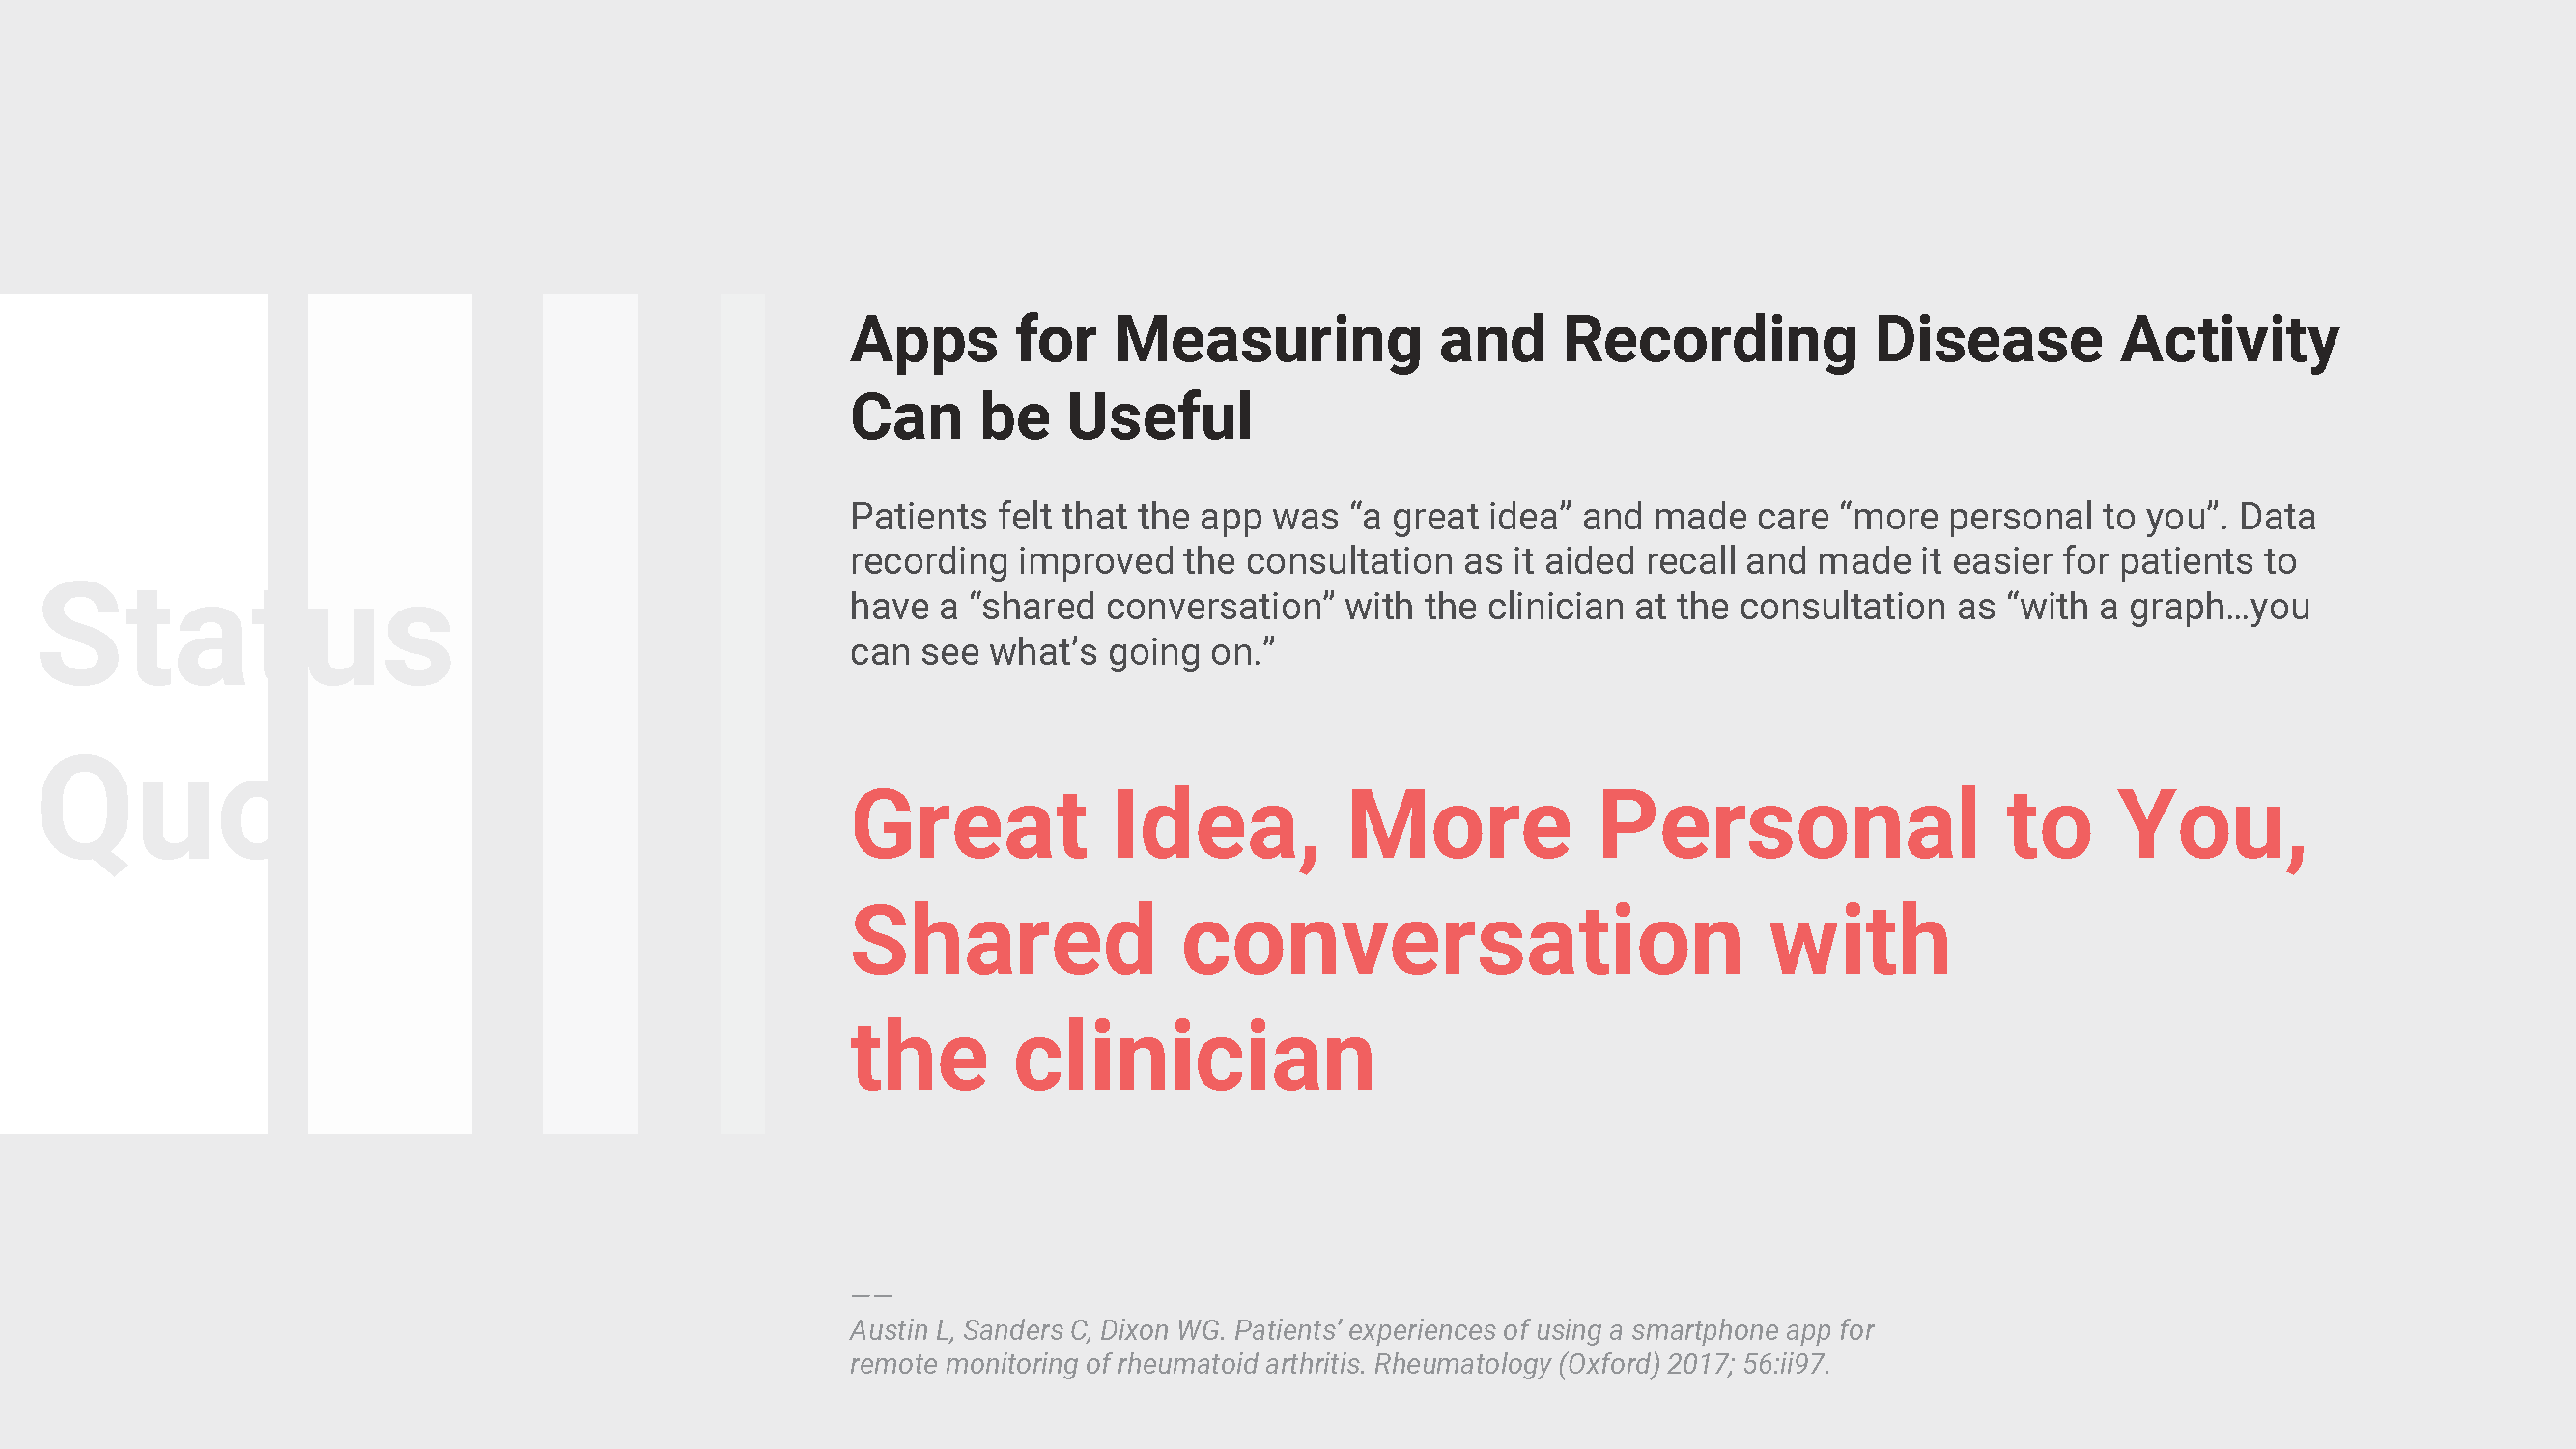 Status
Quo
Apps for Measuring and Recording Disease Activity
Can be Useful
Patients felt that the app was “a great idea” and made care “more personal to you”. Data
recording improved the consultation as it aided recall and made it easier for patients to
have a “shared conversation” with the clinician at the consultation as “with a graph…you
can see what’s going on.”
Great Idea, More Personal to You,
Shared conversation with
the clinician
——
Austin L, Sanders C, Dixon WG. Patients’ experiences of using a smartphone app for
remote monitoring of rheumatoid arthritis. Rheumatology (Oxford) 2017; 56:ii97.